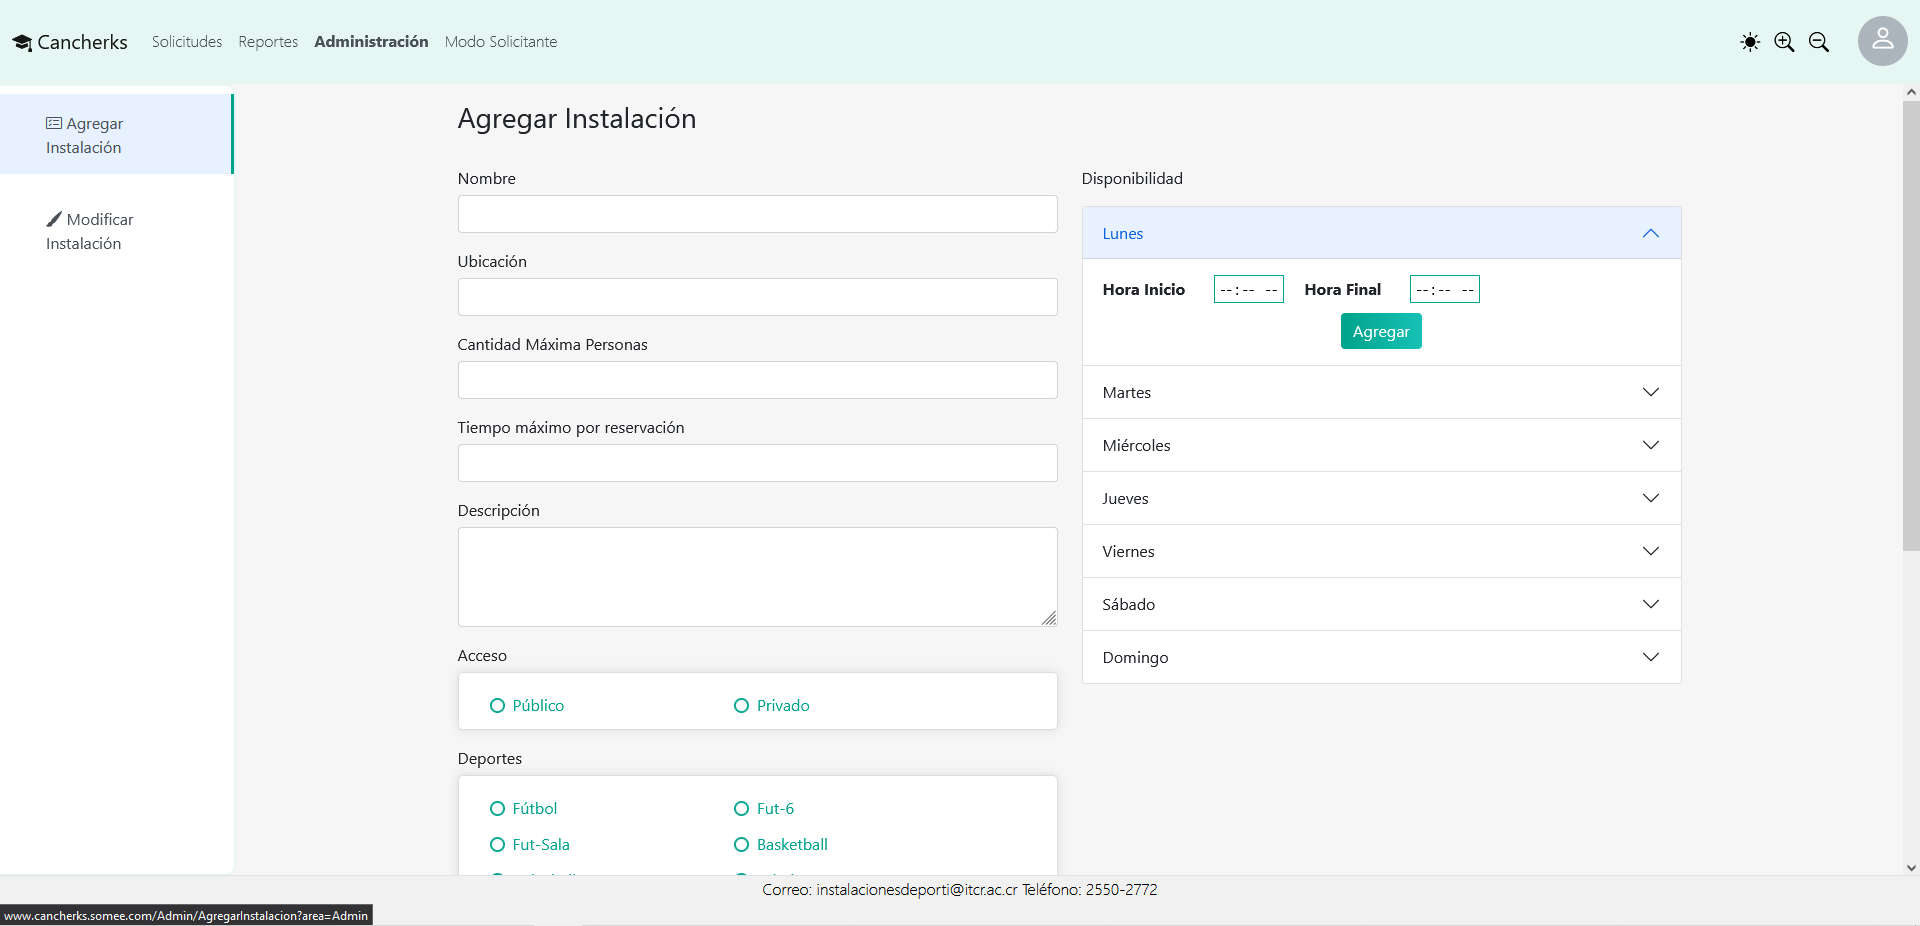 Cancherks Solicitudes Reportes Administración Modo Solicitante
Agregar
Instalación
Modificar
Instalación
Agregar Instalación
Nombre
Ubicación
Cantidad Máxima Personas
Tiempo máximo por reservación
Descripción
Acceso
Público Privado
Deportes
Fútbol Fut-6
Fut-Sala Basketball
Disponibilidad
Lunes
Hora Inicio --:-- -- Hora Final --:-- --
Agregar
Martes
Miércoles
Jueves
Viernes
Sábado
Domingo
Correo: instalacionesdeporti@itcr.ac.cr Teléfono: 2550-2772
www.cancherks.somee.com/Admin/AgregarInstalacion?area=Admin